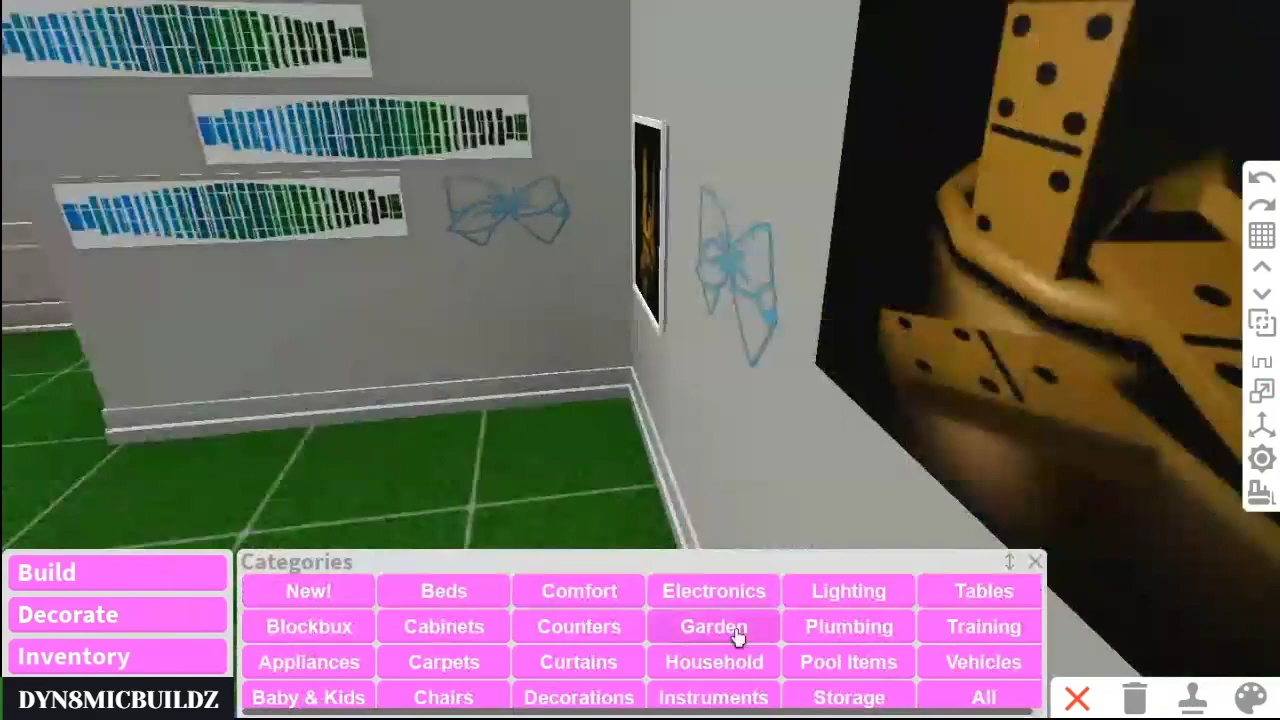 Categories
Build
New!
Beds
Comfort
Electronics
Lighting
Tables
Decorate
Blockbux
Cabinets
Counters
Garden
Plumbing
Training
Inventory
Appliances
Carpets
Curtains
Household
Pool Items
Vehicles
DYN8MICBUILDZ
Baby & Kids
Chairs
Decorations
Instruments
Storage
All